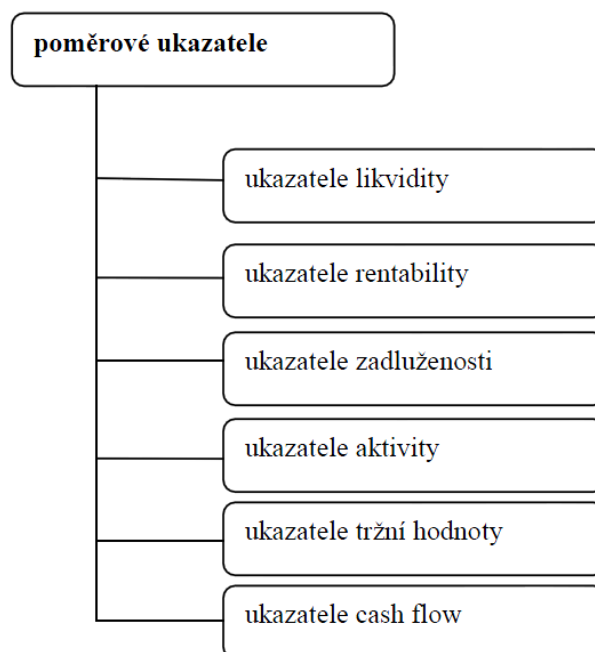 poměrové ukazatele
ukazatele likvidity
ukazatele rentability
ukazatele zadluženosti
ukazatele aktivity
ukazatele tržní hodnoty
ukazatele cash flow